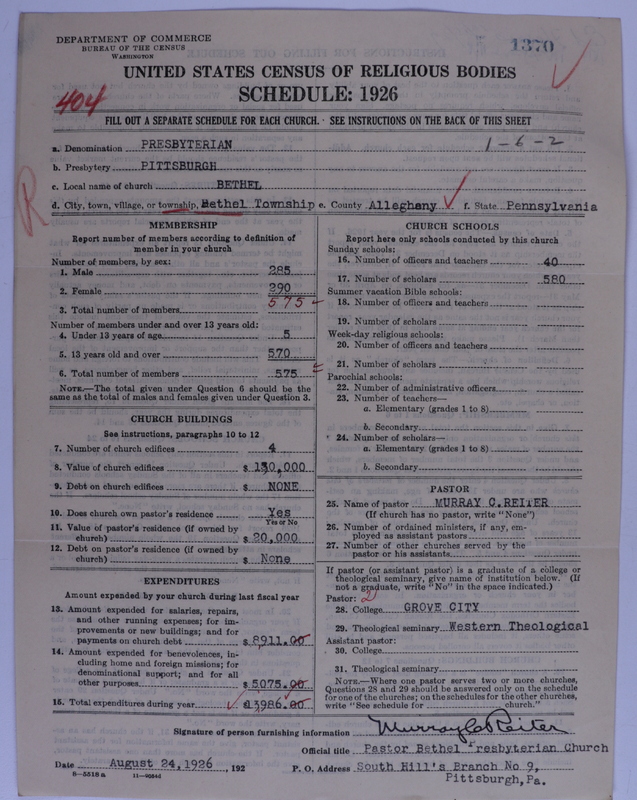 DEPARTMENT OF COMMERCE
BUREAU OF THE CENSUS
WASHINGTON
1370
UNITED STATES CENSUS OF RELIGIOUS BODIES
SCHEDULE: 1926
404
FILL OUT A SEPARATE SCHEDULE FOR EACH CHURCH. SEE INSTRUCTIONS ON THE BACK OF THIS SHEET
a. Denomination PRESBYTERIAN 1-6-2
b. Presbytery PITTSBURGH
c. Local name of church BETHEL
d. City, town, village, or township, Bethel Township e. County Allegheny f. State Pennsylvania
R
MEMBERSHIP
Report number of members according to definition of
member in your church
Number of members, by sex:
1. Male 285
2. Female 290
575
3. Total number of members
Number of members under and over 13 years old:
4. Under 13 years of age 5
5. 13 years old and over 570
6. Total number of members 575
NOTE.—The total given under Question 6 should be the
same as the total of males and females given under Question 3.
CHURCH BUILDINGS
See instructions, paragraphs 10 to 12
7. Number of church edifices 4
8. Value of church edifices $ 130,000
9. Debt on church edifices $ NONE
10. Does church own pastor's residence Yes
Yes or No
11. Value of pastor's residence (if owned by
church) $ 20,000
12. Debt on pastor's residence (if owned by
church) $ None
EXPENDITURES
Amount expended by your church during last fiscal year
13. Amount expended for salaries, repairs,
and other running expenses; for im-
provements or new buildings; and for
payments on church debt $ 8911.00
14. Amount expended for benevolences, in-
cluding home and foreign missions; for
denominational support; and for all
other purposes $ 5075.00
15. Total expenditures during year $ 13986.00
CHURCH SCHOOLS
Report here only schools conducted by this church
Sunday schools:
16. Number of officers and teachers 40
17. Number of scholars 580
Summer vacation Bible schools:
18. Number of officers and teachers
19. Number of scholars
Week-day religious schools:
20. Number of officers and teachers
21. Number of scholars
Parochial schools:
22. Number of administrative officers
23. Number of teachers—
a. Elementary (grades 1 to 8)
b. Secondary
24. Number of scholars—
a. Elementary (grades 1 to 8)
b. Secondary
PASTOR
25. Name of pastor MURRAY C.REITER
(If church has no pastor, write "None")
26. Number of ordained ministers, if any, em-
ployed as assistant pastors
27. Number of other churches served by the
pastor or his assistants
If pastor (or assistant pastor) is a graduate of a college or
theological seminary, give name of institution below. (If
not a graduate, write "No" in the space indicated.)
Pastor: 2
28. College GROVE CITY
29. Theological seminary Western Theological
Assistant pastor:
30. College
31. Theological seminary
NOTE.—Where one pastor serves two or more churches,
Questions 28 and 29 should be answered only on the schedule
for one of the churches; on the schedules for the other churches,
write "See schedule for church."
Signature of person furnishing information Murray C Reiter
Official title Pastor Bethel Presbyterian Church
Date August 24,1926, 192 P. O. Address South Hill's Branch No 9,
8—5518 a 11—9054d Pittsburgh,Pa.